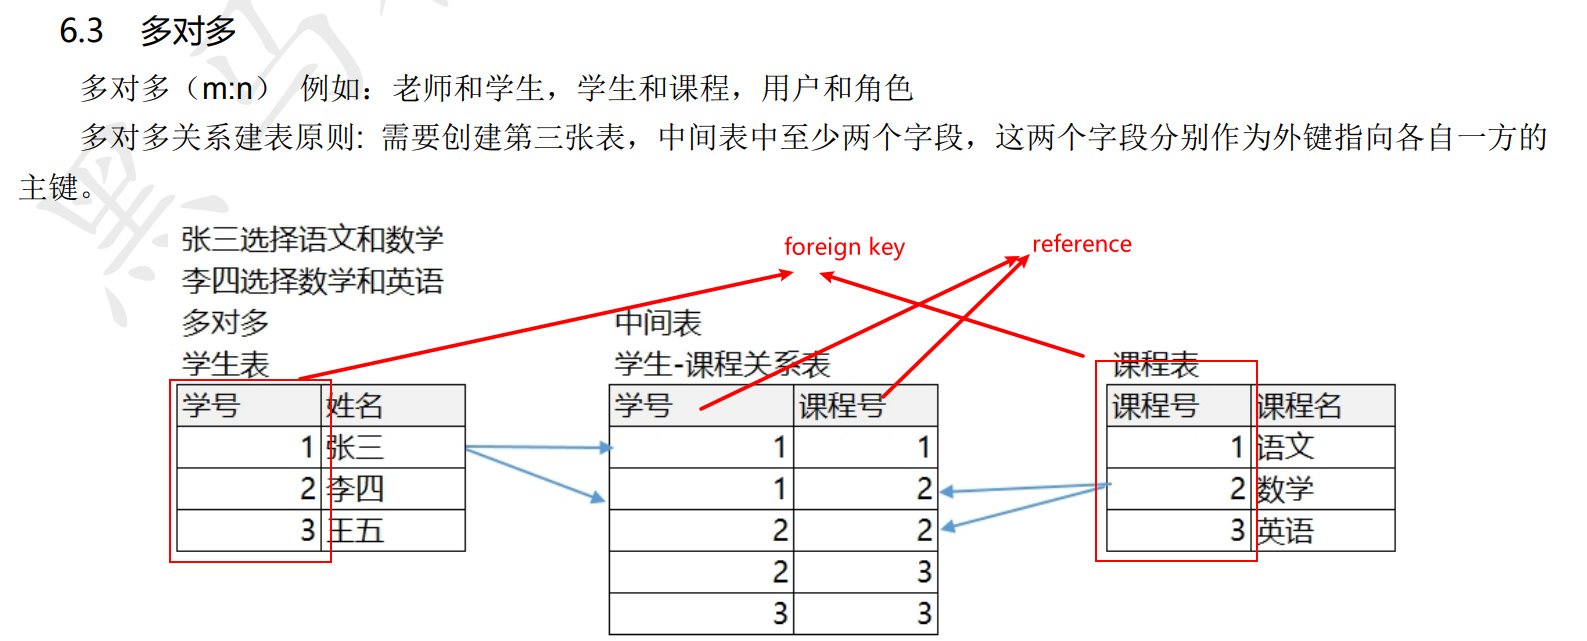 6.3 多对多
多对多（m:n） 例如：老师和学生，学生和课程，用户和角色
多对多关系建表原则: 需要创建第三张表，中间表中至少两个字段，这两个字段分别作为外键指向各自一方的
主键。
张三选择语文和数学
foreign key
reference
李四选择数学和英语
多对多
中间表
学生表
学生-课程关系表
课程表
学号 姓名
学号 课程号
课程号 课程名
1 张三
1 1
1 语文
2 李四
1 2
2 数学
3 王五
2 2
3 英语
2 3
3 3